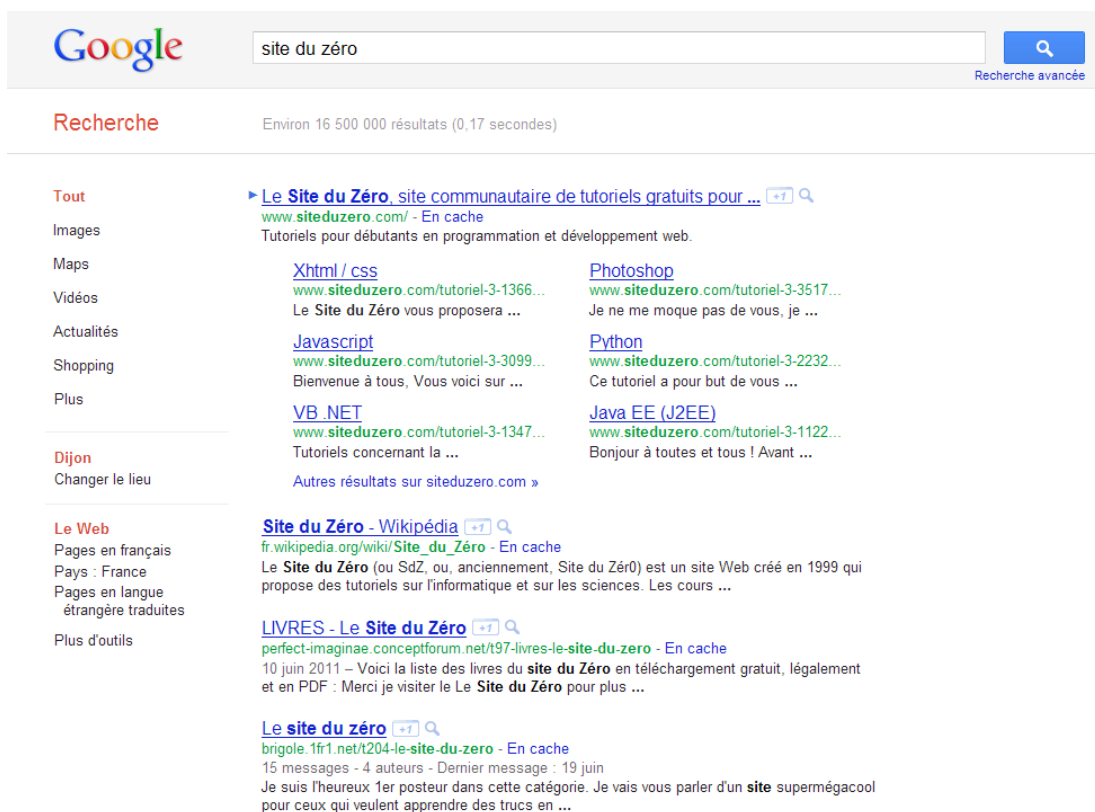 Google
site du zéro
Recherche avancée
Recherche
Environ 16 500 000 résultats (0,17 secondes)
Tout
Images
Maps
Vidéos
Actualités
Shopping
Plus
Dijon
Changer le lieu
Le Web
Pages en français
Pays : France
Pages en langue
étrangère traduites
Plus d'outils
Le Site du Zéro, site communautaire de tutoriels gratuits pour ... +1
www.siteduzero.com/ - En cache
Tutoriels pour débutants en programmation et développement web.
Xhtml / css
www.siteduzero.com/tutoriel-3-1366...
Le Site du Zéro vous proposera ...
Photoshop
www.siteduzero.com/tutoriel-3-3517...
Je ne me moque pas de vous, je ...
Javascript
www.siteduzero.com/tutoriel-3-3099...
Bienvenue à tous, Vous voici sur ...
Python
www.siteduzero.com/tutoriel-3-2232...
Ce tutoriel a pour but de vous ...
VB .NET
www.siteduzero.com/tutoriel-3-1347...
Tutoriels concernant la ...
Java EE (J2EE)
www.siteduzero.com/tutoriel-3-1122...
Bonjour à toutes et tous ! Avant ...
Autres résultats sur siteduzero.com »
Site du Zéro - Wikipédia +1
fr.wikipedia.org/wiki/Site_du_Zéro - En cache
Le Site du Zéro (ou SdZ, ou, anciennement, Site du Zér0) est un site Web créé en 1999 qui
propose des tutoriels sur l'informatique et sur les sciences. Les cours ...
LIVRES - Le Site du Zéro +1
perfect-imaginae.conceptforum.net/t97-livres-le-site-du-zero - En cache
10 juin 2011 – Voici la liste des livres du site du Zéro en téléchargement gratuit, légalement
et en PDF : Merci je visiter le Le Site du Zéro pour plus ...
Le site du zéro +1
brigole.1fr1.net/t204-le-site-du-zero - En cache
15 messages - 4 auteurs - Dernier message : 19 juin
Je suis l'heureux 1er posteur dans cette catégorie. Je vais vous parler d'un site supermégacool
pour ceux qui veulent apprendre des trucs en ...